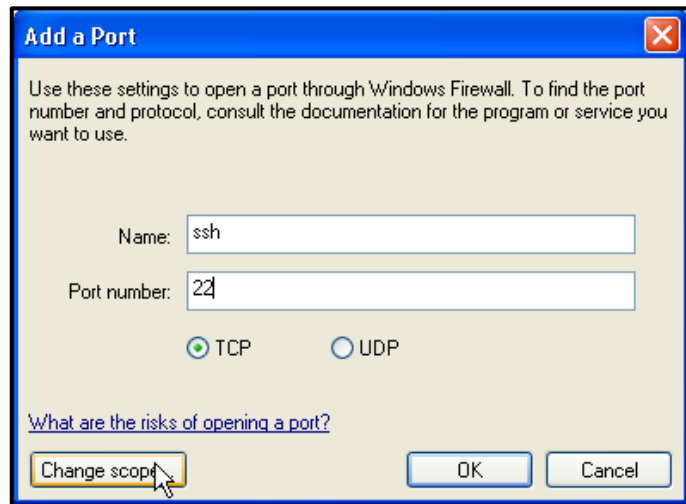 Add a Port
Use these settings to open a port through Windows Firewall. To find the port
number and protocol, consult the documentation for the program or service you
want to use.
Name: ssh
Port number: 22
TCP UDP
What are the risks of opening a port?
Change scope OK Cancel